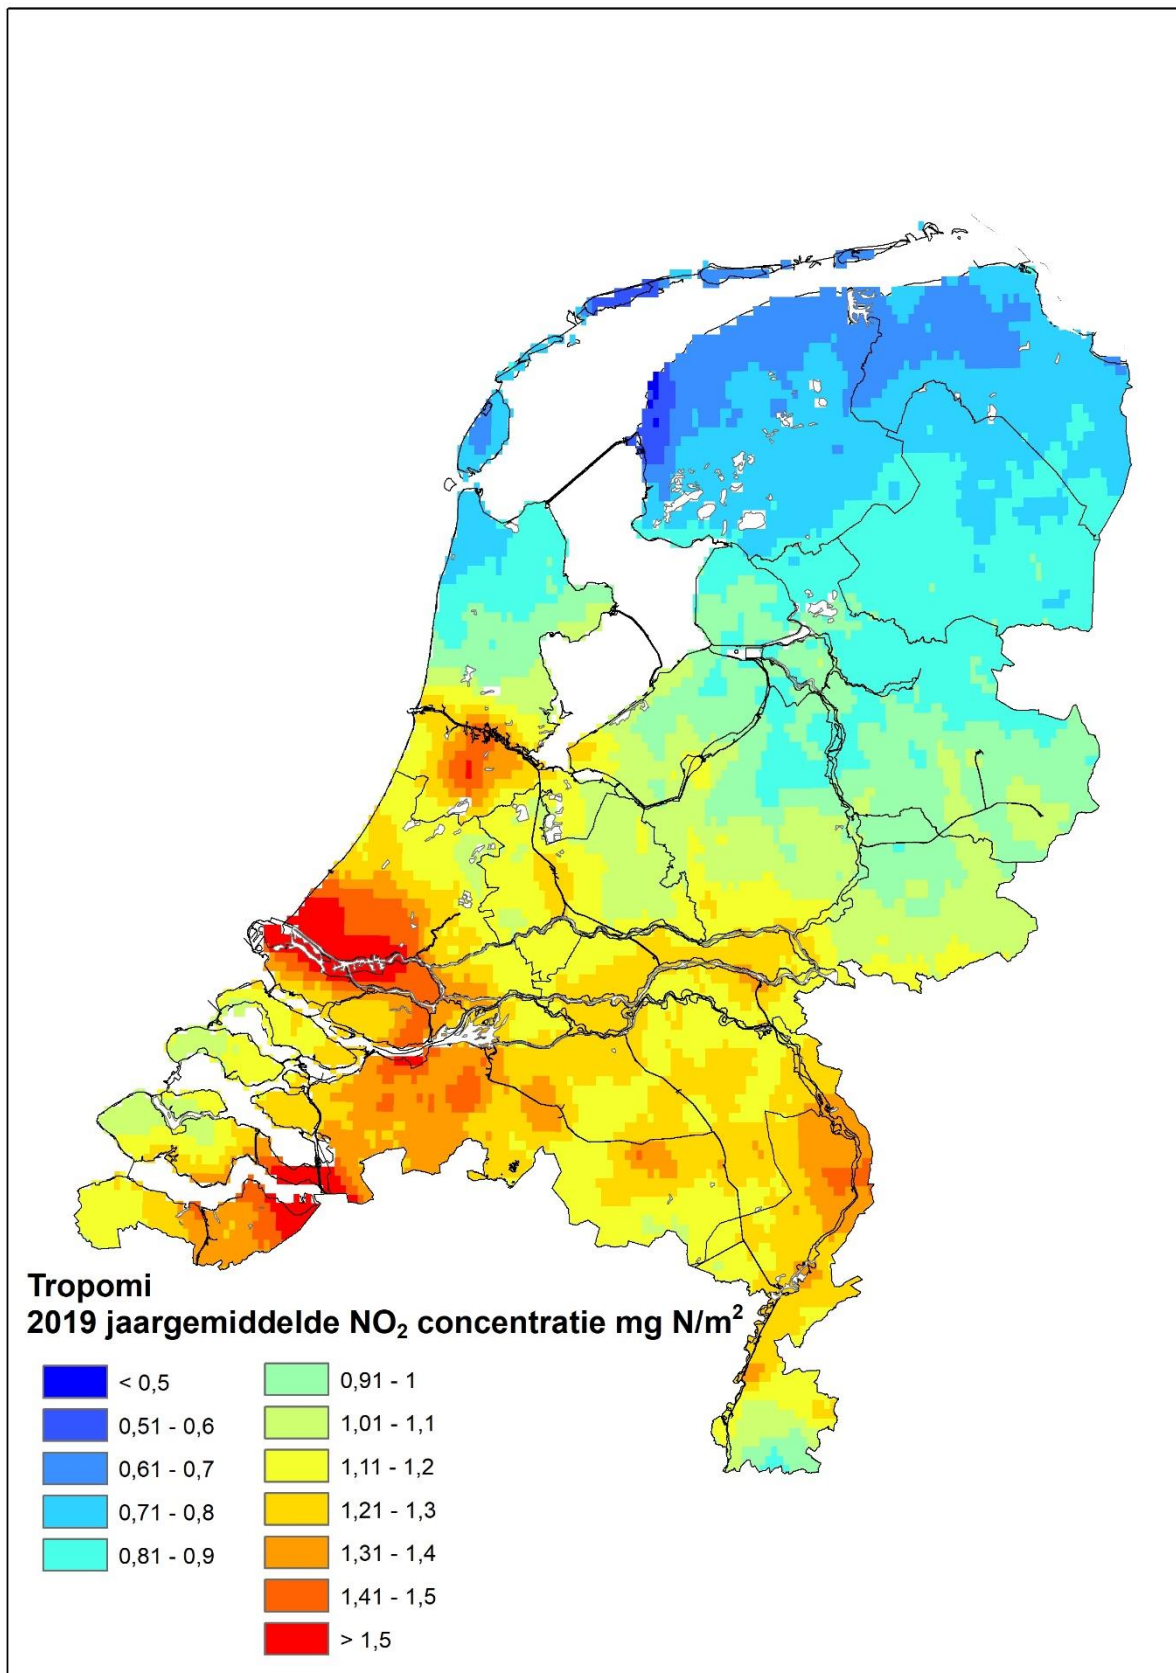 Tropomi
2019 jaargemiddelde NO₂ concentratie mg N/m²
< 0,5
0,51 - 0,6
0,61 - 0,7
0,71 - 0,8
0,81 - 0,9
0,91 - 1
1,01 - 1,1
1,11 - 1,2
1,21 - 1,3
1,31 - 1,4
1,41 - 1,5
> 1,5